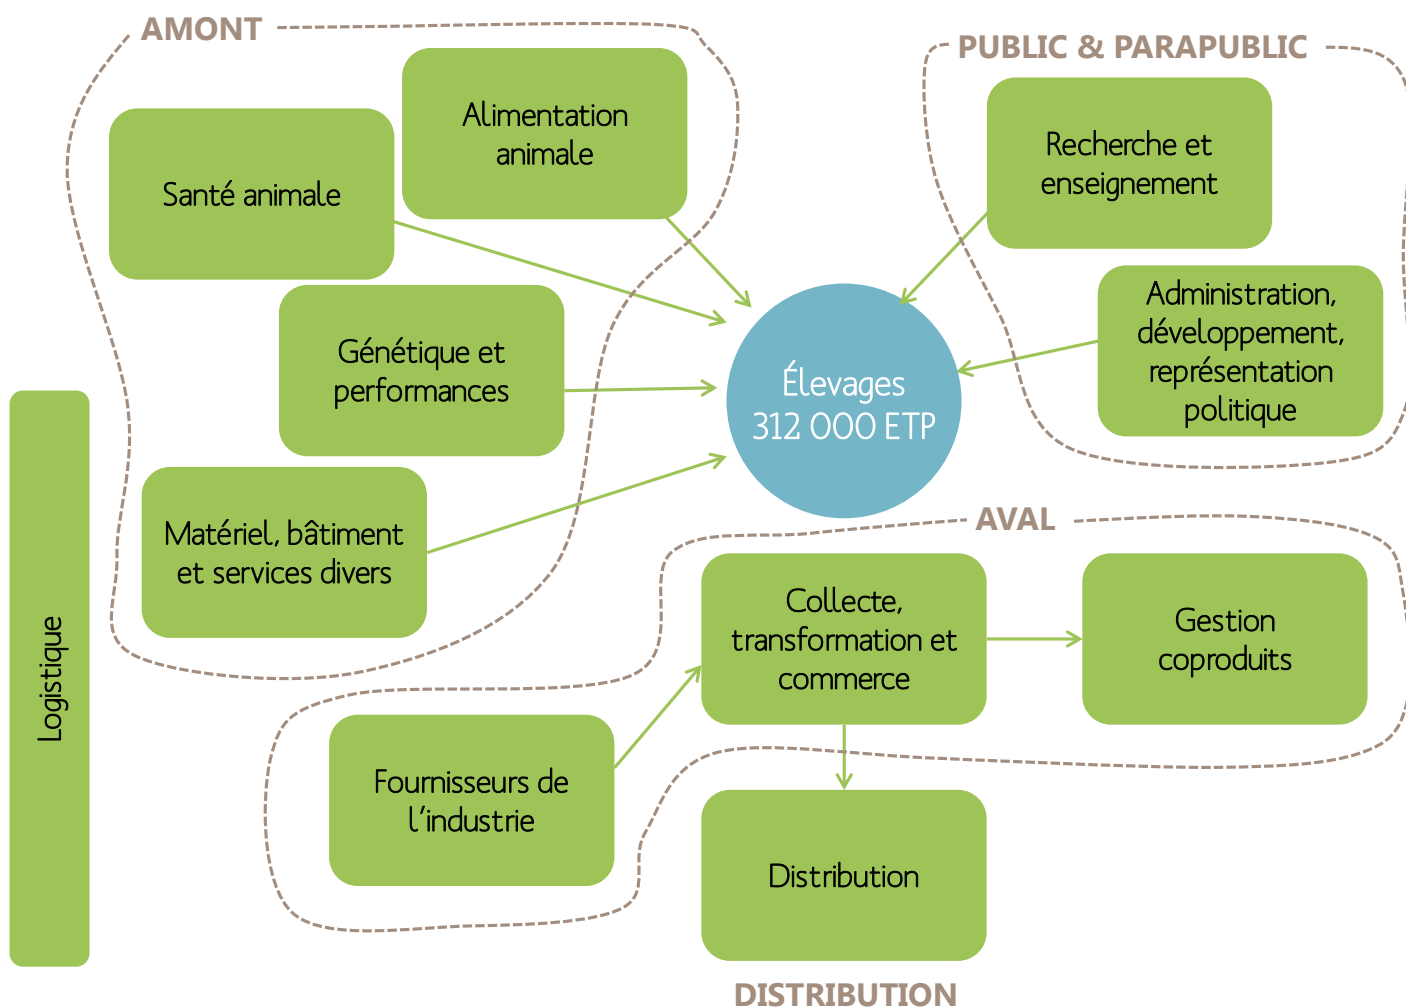 AMONT
Alimentation
animale
Santé animale
Génétique et
performances
Matériel, bâtiment
et services divers
PUBLIC & PARAPUBLIC
Recherche et
enseignement
Administration,
développement,
représentation
politique
Élevages
312 000 ETP
AVAL
Collecte,
transformation et
commerce
Gestion
coproduits
Fournisseurs de
l'industrie
Distribution
DISTRIBUTION
Logistique